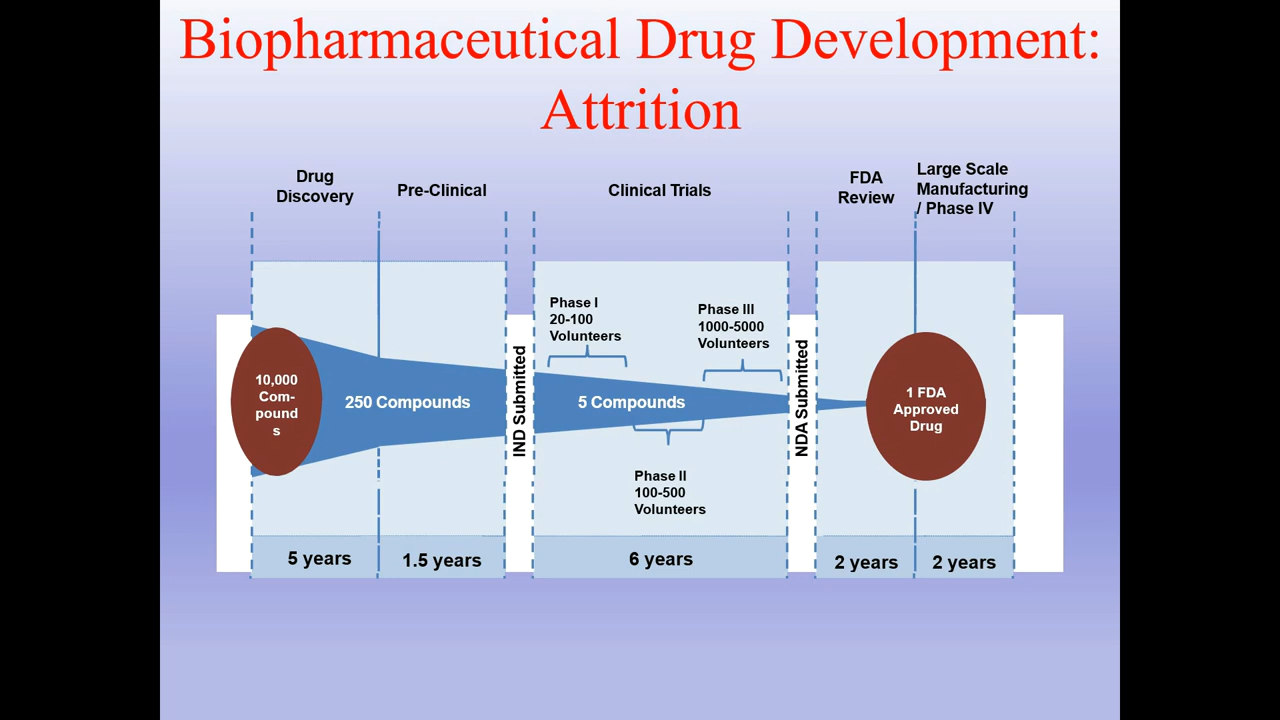 Biopharmaceutical Drug Development:
Attrition
Drug
Discovery
Pre-Clinical
Clinical Trials
FDA
Review
Large Scale
Manufacturing
/ Phase IV
10,000
Com-
pound
s
250 Compounds
IND Submitted
Phase I
20-100
Volunteers
5 Compounds
Phase II
100-500
Volunteers
Phase III
1000-5000
Volunteers
NDA Submitted
1 FDA
Approved
Drug
5 years
1.5 years
6 years
2 years
2 years